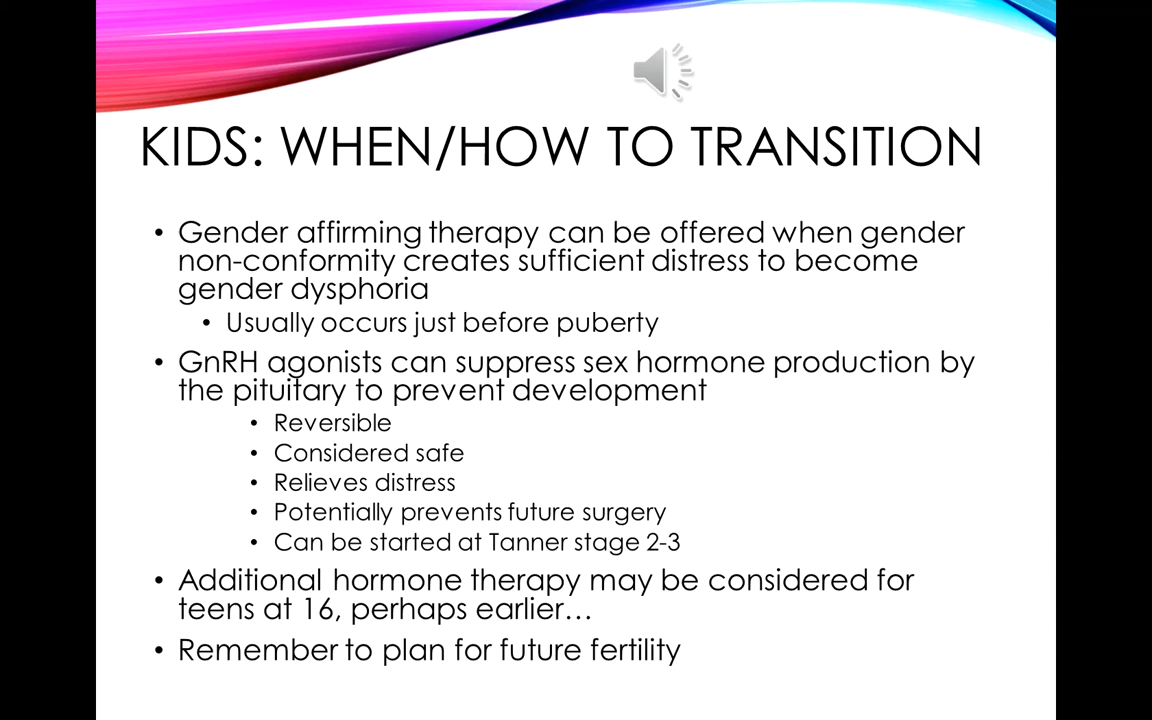 KIDS: WHEN/HOW TO TRANSITION
• Gender affirming therapy can be offered when gender
non-conformity creates sufficient distress to become
gender dysphoria
• Usually occurs just before puberty
• GnRH agonists can suppress sex hormone production by
the pituitary to prevent development
• Reversible
• Considered safe
• Relieves distress
• Potentially prevents future surgery
• Can be started at Tanner stage 2-3
• Additional hormone therapy may be considered for
teens at 16, perhaps earlier…
• Remember to plan for future fertility